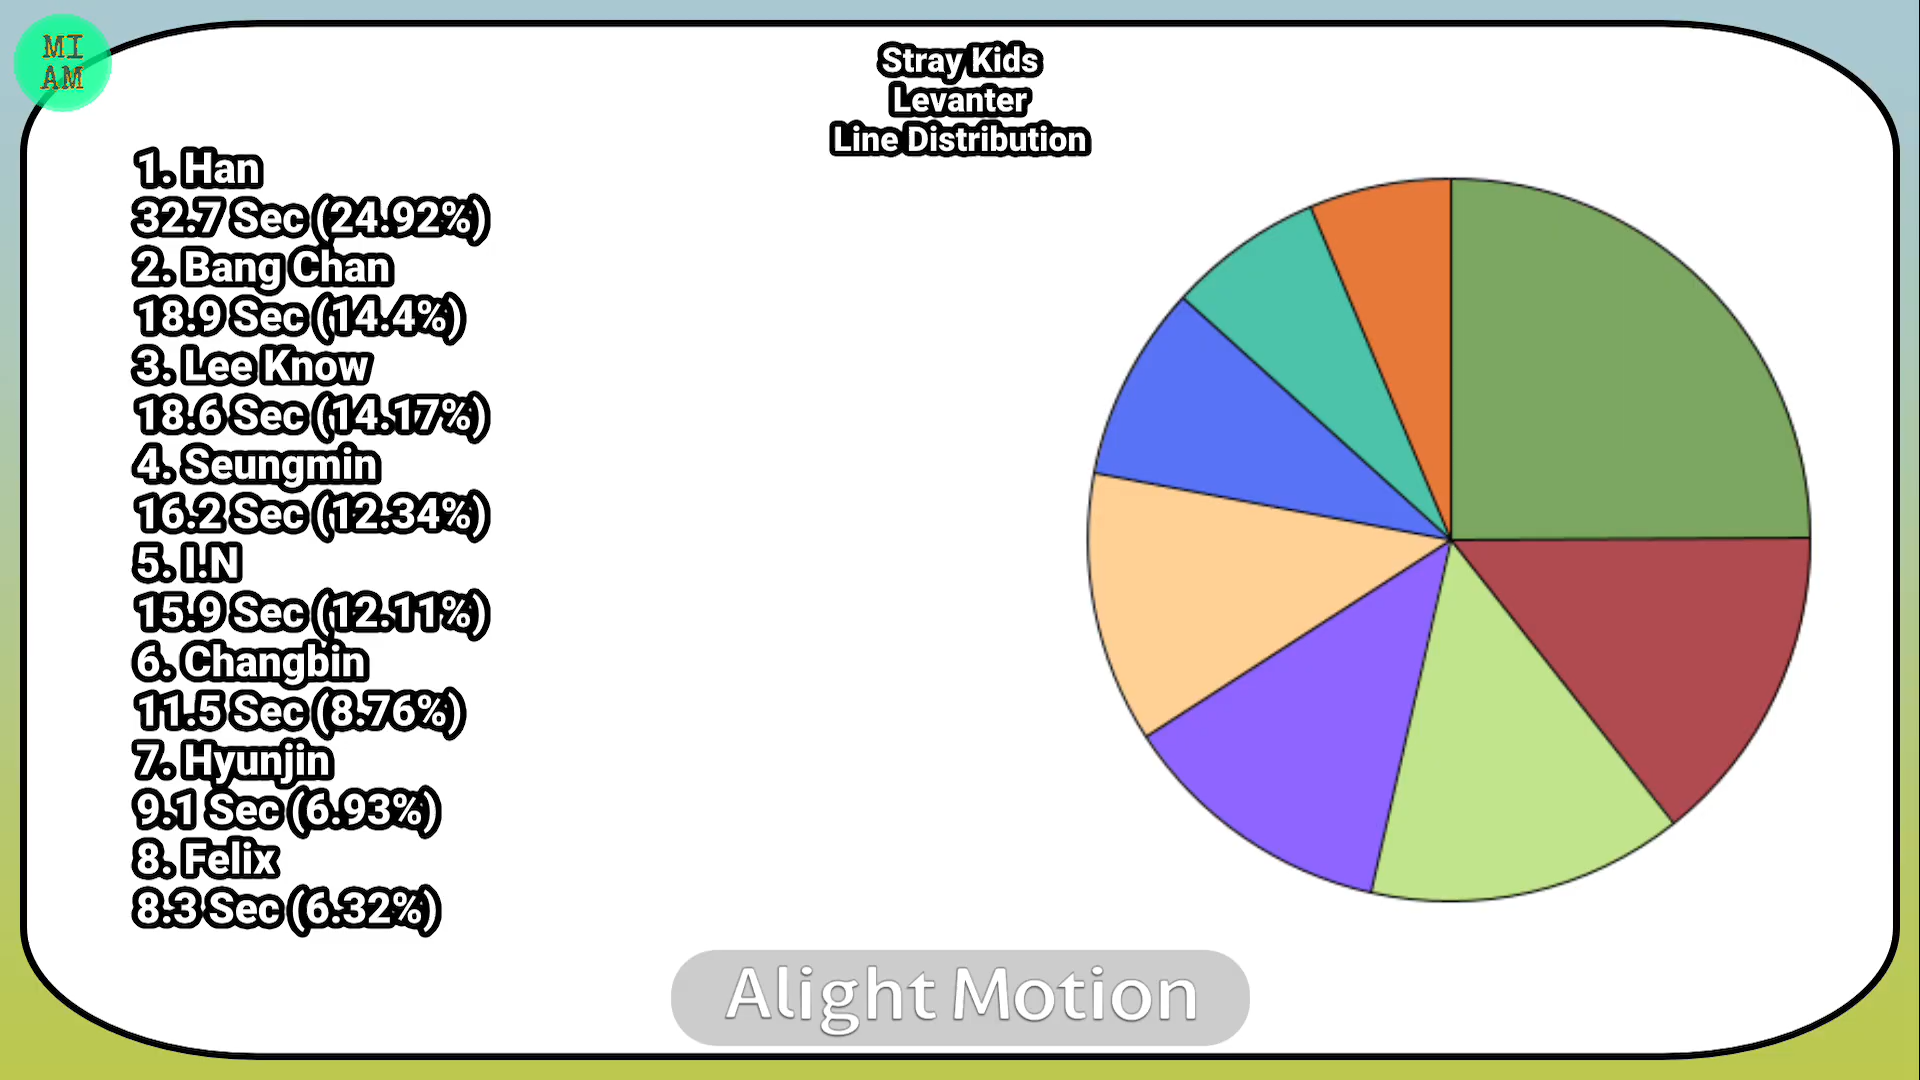 MI
AM
Stray Kids
Levanter
Line Distribution
1. Han
32.7 Sec (24.92%)
2. Bang Chan
18.9 Sec (14.4%)
3. Lee Know
18.6 Sec (14.17%)
4. Seungmin
16.2 Sec (12.34%)
5. I.N
15.9 Sec (12.11%)
6. Changbin
11.5 Sec (8.76%)
7. Hyunjin
9.1 Sec (6.93%)
8. Felix
8.3 Sec (6.32%)
Alight Motion